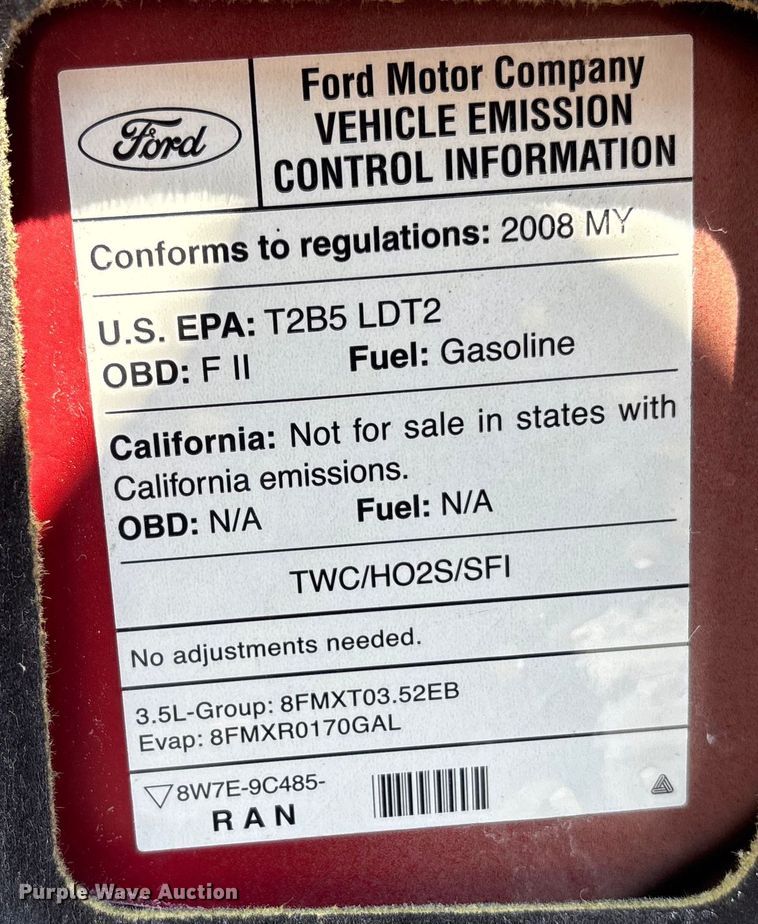 Ford
Ford Motor Company
VEHICLE EMISSION
CONTROL INFORMATION
Conforms to regulations: 2008 MY
U.S. EPA: T2B5 LDT2
OBD: F II Fuel: Gasoline
California: Not for sale in states with
California emissions.
OBD: N/A Fuel: N/A
TWC/HO2S/SFI
No adjustments needed.
3.5L-Group: 8FMXT03.52EB
Evap: 8FMXR0170GAL
8W7E-9C485-
RAN
Purple Wave Auction